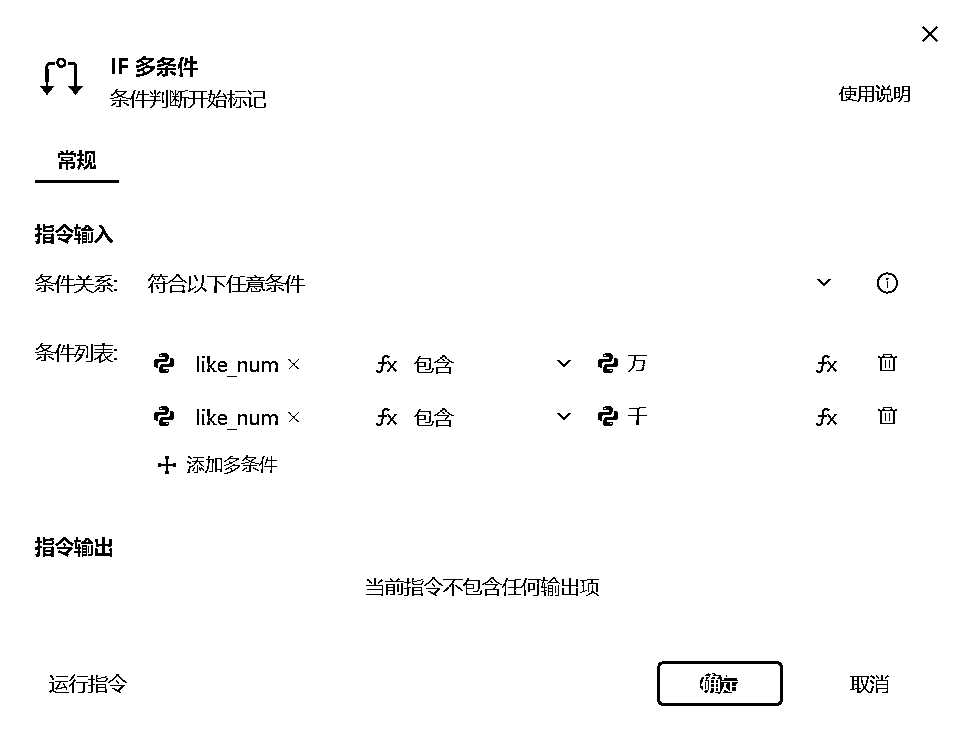 IF 多条件
条件判断开始标记
使用说明
常规
指令输入
条件关系: 符合以下任意条件
条件列表: like_num × fx 包含 万 fx
like_num × fx 包含 千 fx
添加多条件
指令输出
当前指令不包含任何输出项
运行指令 确定 取消